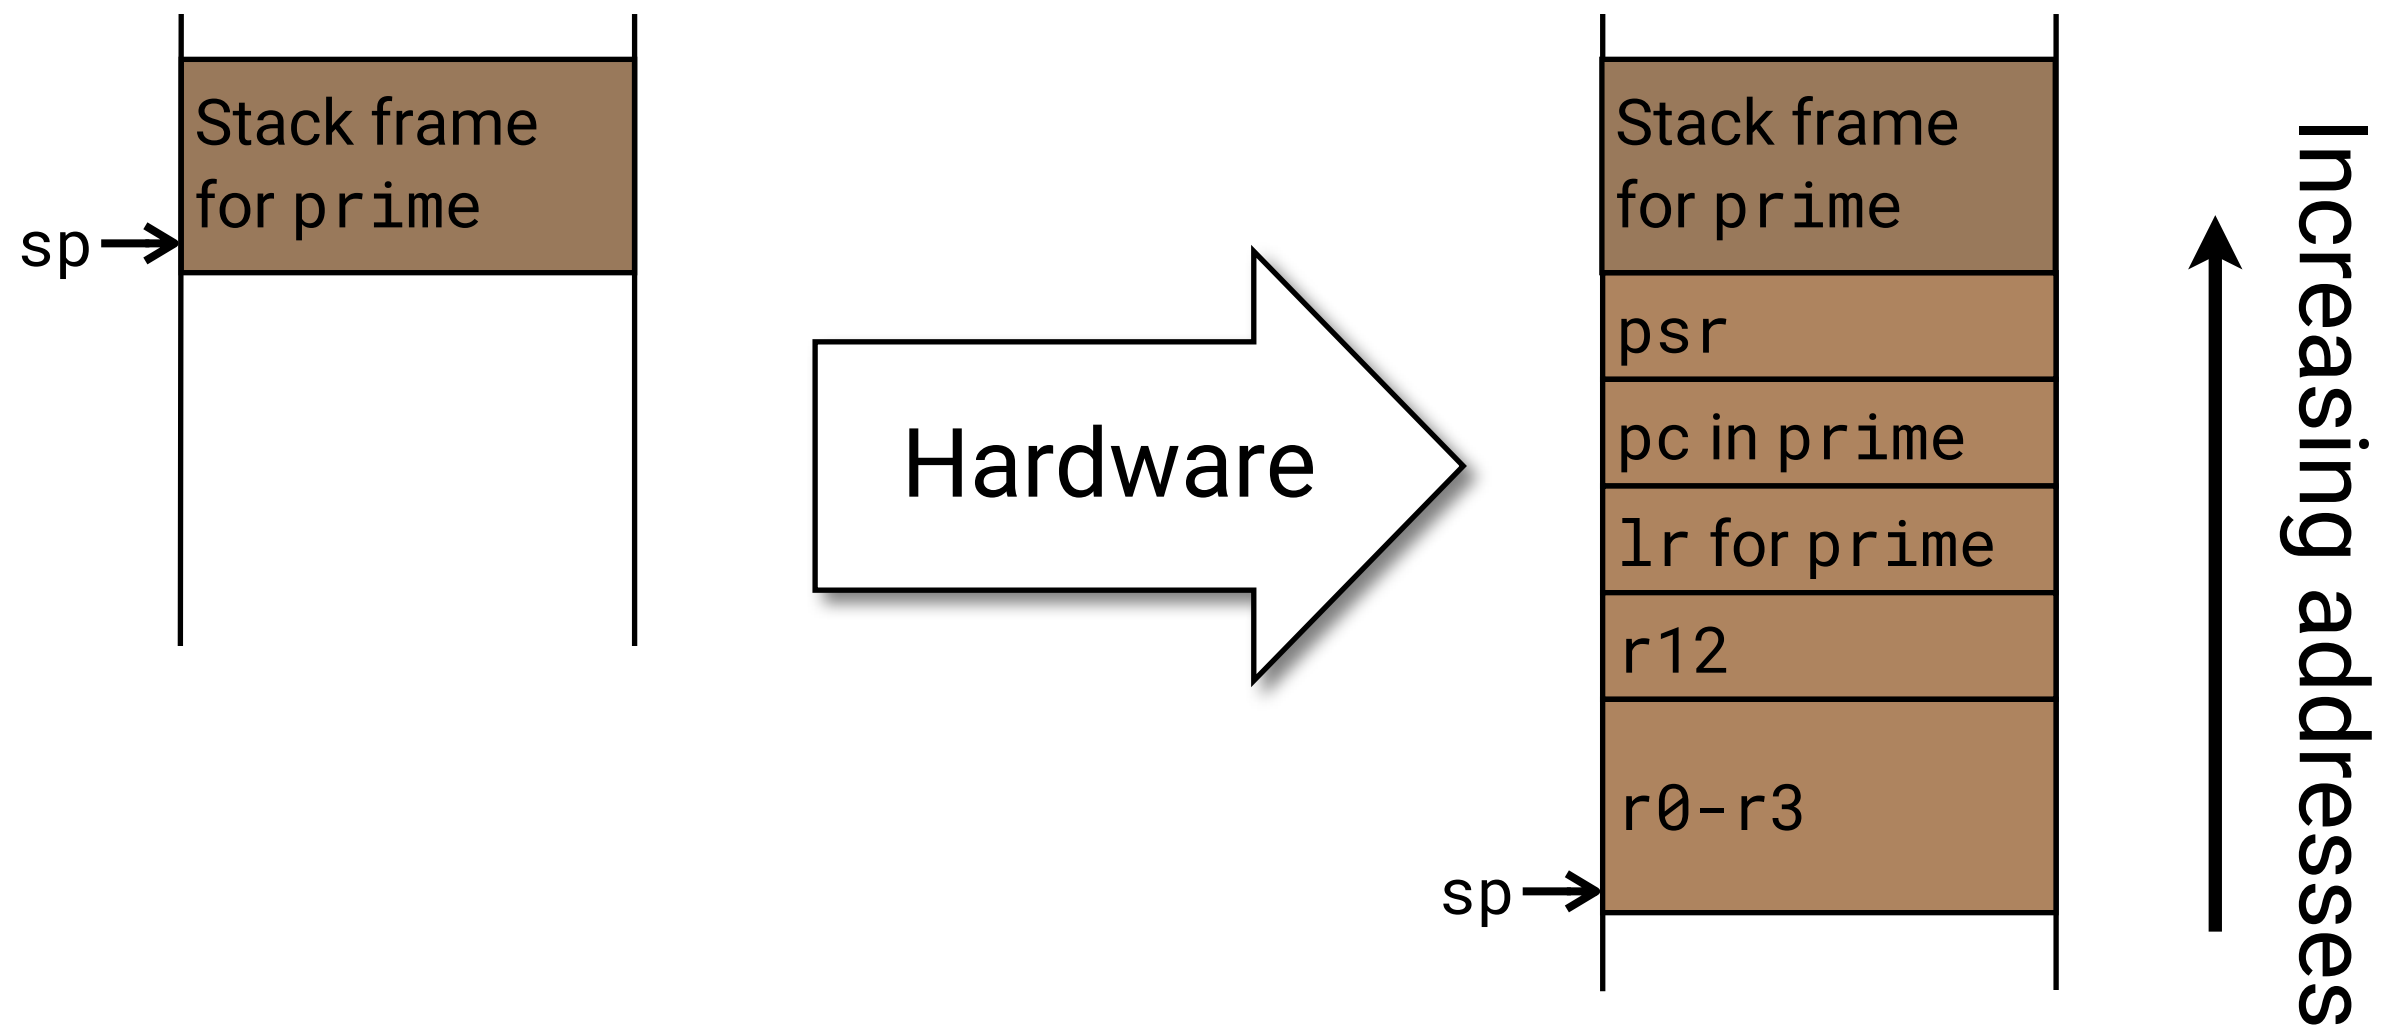 Stack frame
for prime
sp
Hardware
Stack frame
for prime
psr
pc in prime
lr for prime
r12
r0-r3
sp
Increasing addresses